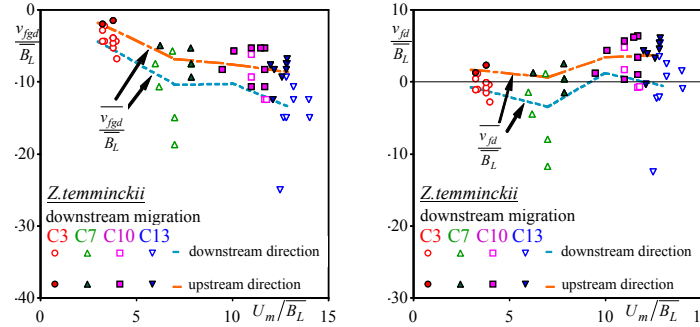 0
-10
-20
-30
-40
0
5
10
15
v_fgd / B_L
v_fgd / B_L
Z.temminckii
downstream migration
C3 C7 C10 C13
downstream direction
upstream direction
U_m/B_L
10
0
-10
-20
-30
0
5
10
v_fd / B_L
v_fd / B_L
Z.temminckii
downstream migration
C3 C7 C10 C13
downstream direction
upstream direction
U_m/B_L
15